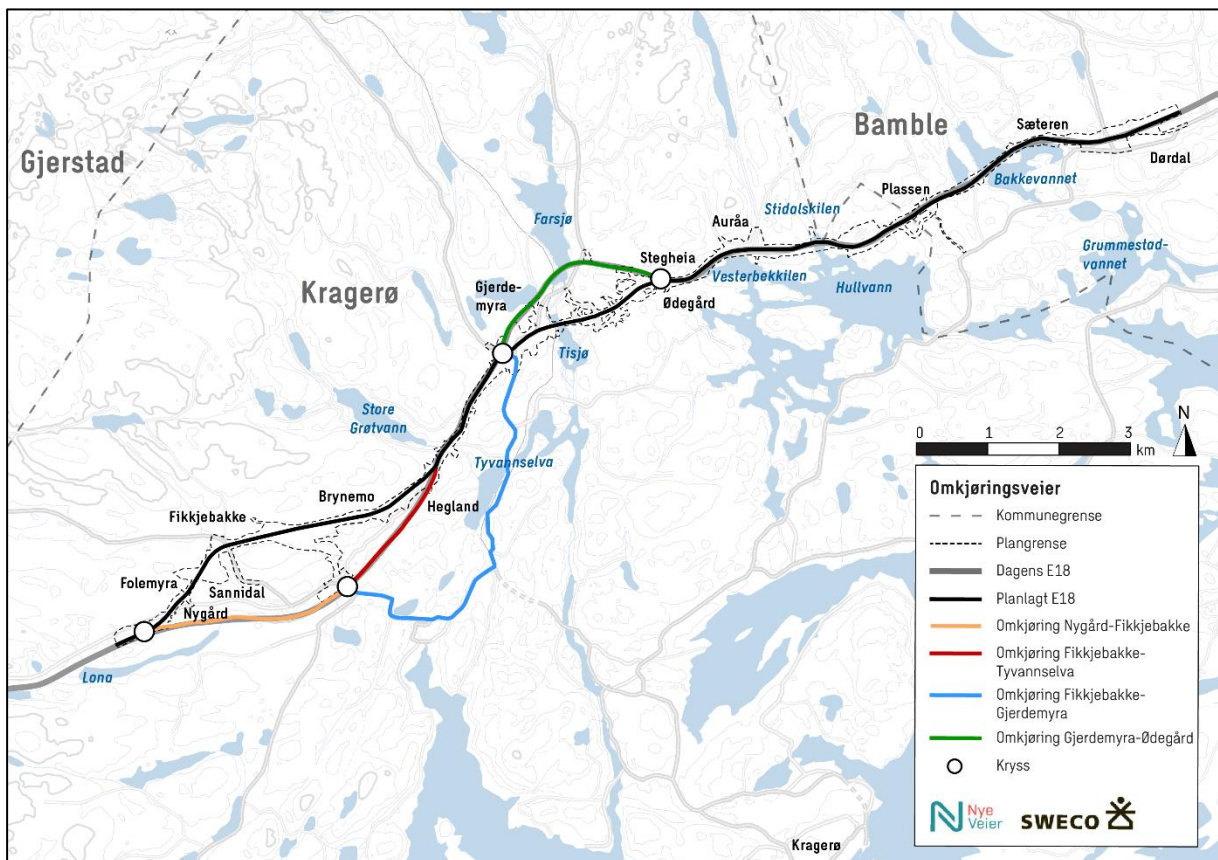 Gjerstad
Kragerø
Bamble
Sæteren
Dørdal
Bakkevannet
Plassen
Stidalskilen
Auråa
Farsjø
Stegheia
Vesterbekkilen
Hullvann
Grummestad-
vannet
Ødegård
Gjerde-
myra
Tisjø
Store
Grøtvann
Tyvannselva
Hegland
Brynemo
Fikkjebakke
Folemyra
Sannidal
Nygård
Lona
Kragerø
0 1 2 3
km
N
Omkjøringsveier
Kommunegrense
Plangrense
Dagens E18
Planlagt E18
Omkjøring Nygård-Fikkjebakke
Omkjøring Fikkjebakke-
Tyvannselva
Omkjøring Fikkjebakke-
Gjerdemyra
Omkjøring Gjerdemyra-Ødegård
Kryss
Nye
Veier
SWECO